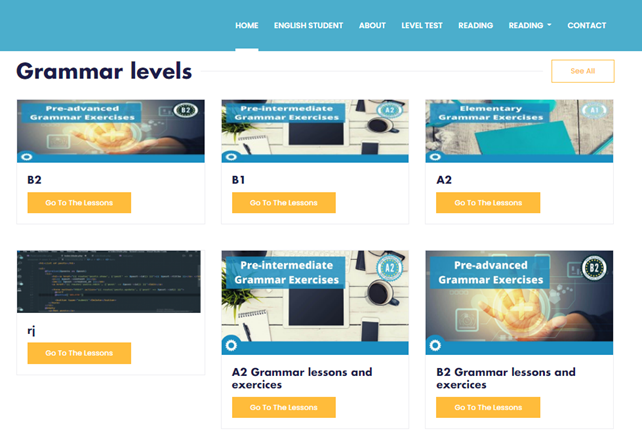 HOME ENGLISH STUDENT ABOUT LEVEL TEST READING READING CONTACT
Grammar levels
See All
Pre-advanced
Grammar Exercises
B2
B2
Go To The Lessons
Pre-intermediate
Grammar Exercises
A2
B1
Go To The Lessons
Elementary
Grammar Exercises
A1
A2
Go To The Lessons
rj
Go To The Lessons
Pre-intermediate
Grammar Exercises
A2
A2 Grammar lessons and
exercices
Go To The Lessons
Pre-advanced
Grammar Exercises
B2
B2 Grammar lessons and
exercices
Go To The Lessons